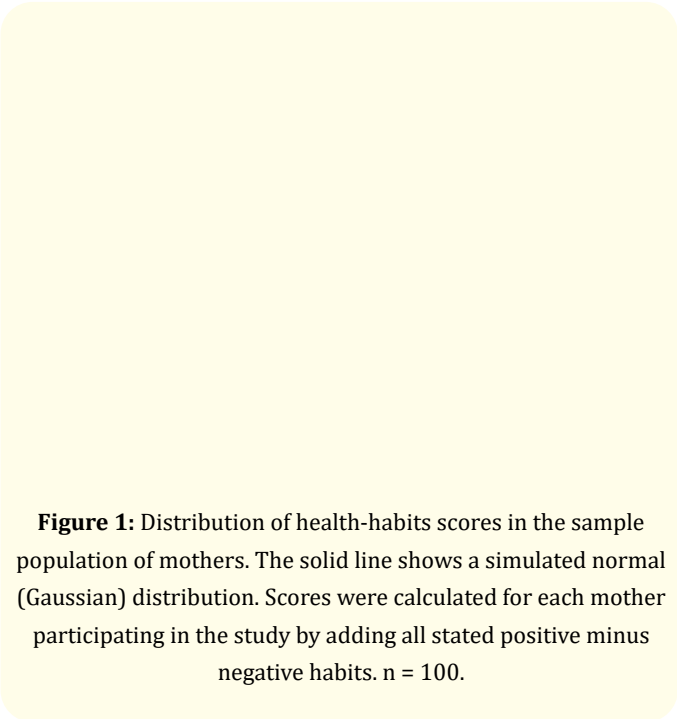 Figure 1: Distribution of health-habits scores in the sample
population of mothers. The solid line shows a simulated normal
(Gaussian) distribution. Scores were calculated for each mother
participating in the study by adding all stated positive minus
negative habits. n = 100.